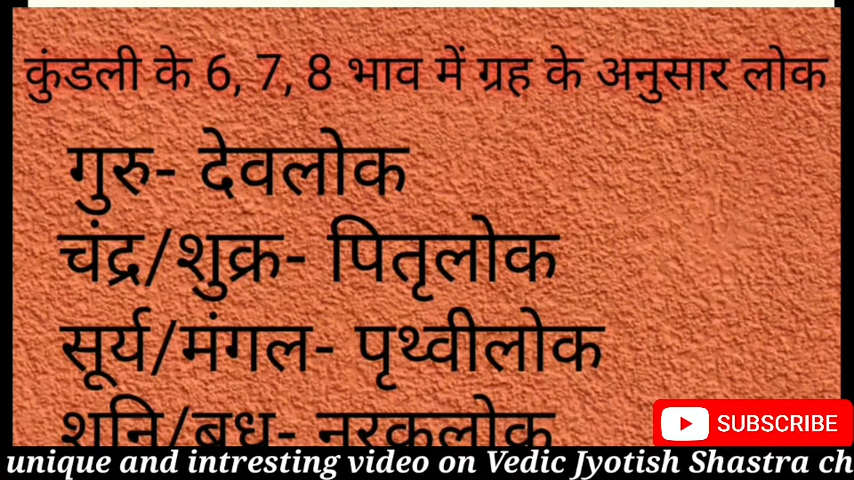 कुंडली के 6, 7, 8 भाव में ग्रह के अनुसार लोक
गुरु- देवलोक
चंद्र/शुक्र- पितृलोक
सूर्य/मंगल- पृथ्वीलोक
शनि/बुध- नरकलोक
SUBSCRIBE
unique and intresting video on Vedic Jyotish Shastra ch